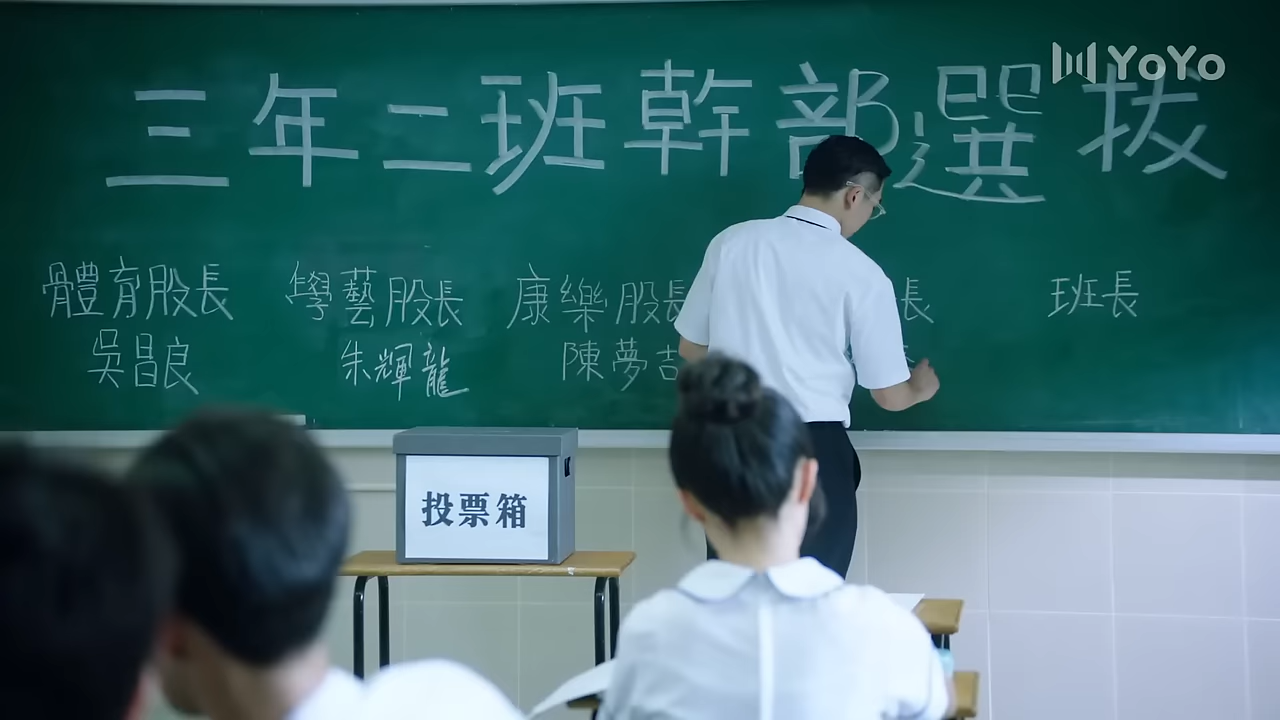 三年二班幹部選拔
體育股長 學藝股長 康樂股長 長 班長
吳昌良 朱輝龍 陳夢吉
投票箱
YoYo